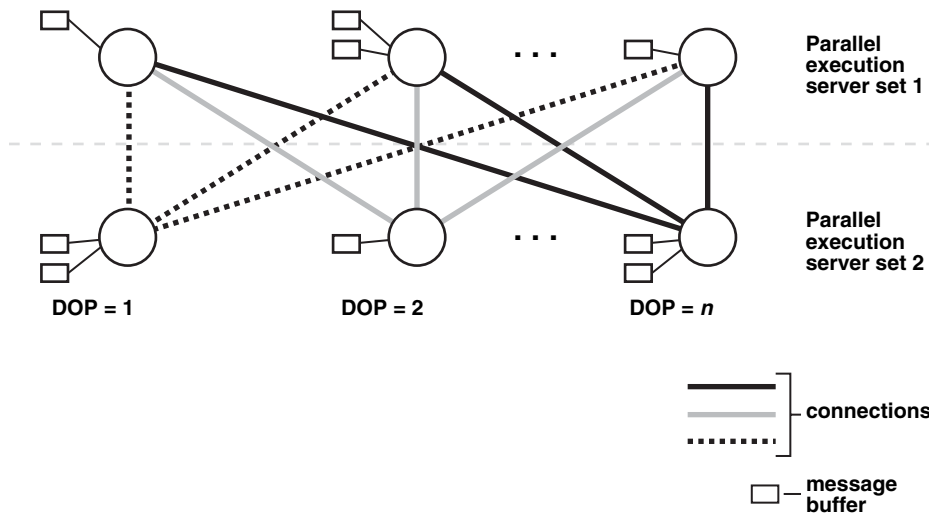 . . .
Parallel
execution
server set 1
. . .
Parallel
execution
server set 2
DOP = 1
DOP = 2
DOP = n
connections
message
buffer